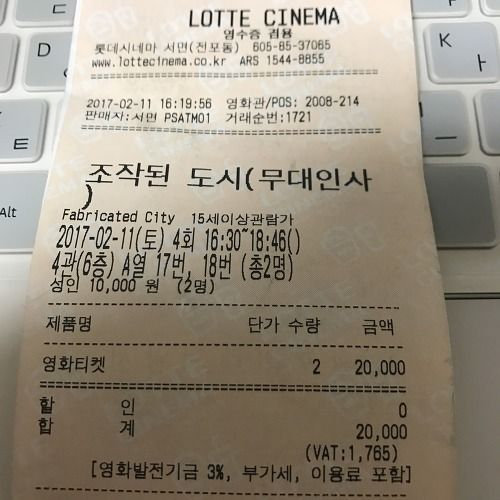 LOTTE CINEMA
영수증 겸용
롯데시네마 서면(전포동) 605-85-37065
www.lottecinema.co.kr ARS 1544-8855
2017-02-11 16:19:56 영화관/POS: 2008-214
판매자:서면 PSATM01 거래순번:1721
조작된 도시(무대인사
)
Fabricated City 15세이상관람가
2017-02-11(토) 4회 16:30~18:46()
4관(6층) A열 17번, 18번 (총2명)
성인 10,000 원 (2명)
제품명 단가 수량 금액
영화티켓 2 20,000
할 인 0
합 계 20,000
(VAT:1,765)
[영화발전기금 3%, 부가세, 이용료 포함]
D
ㅌ
Alt
K
ㅏ